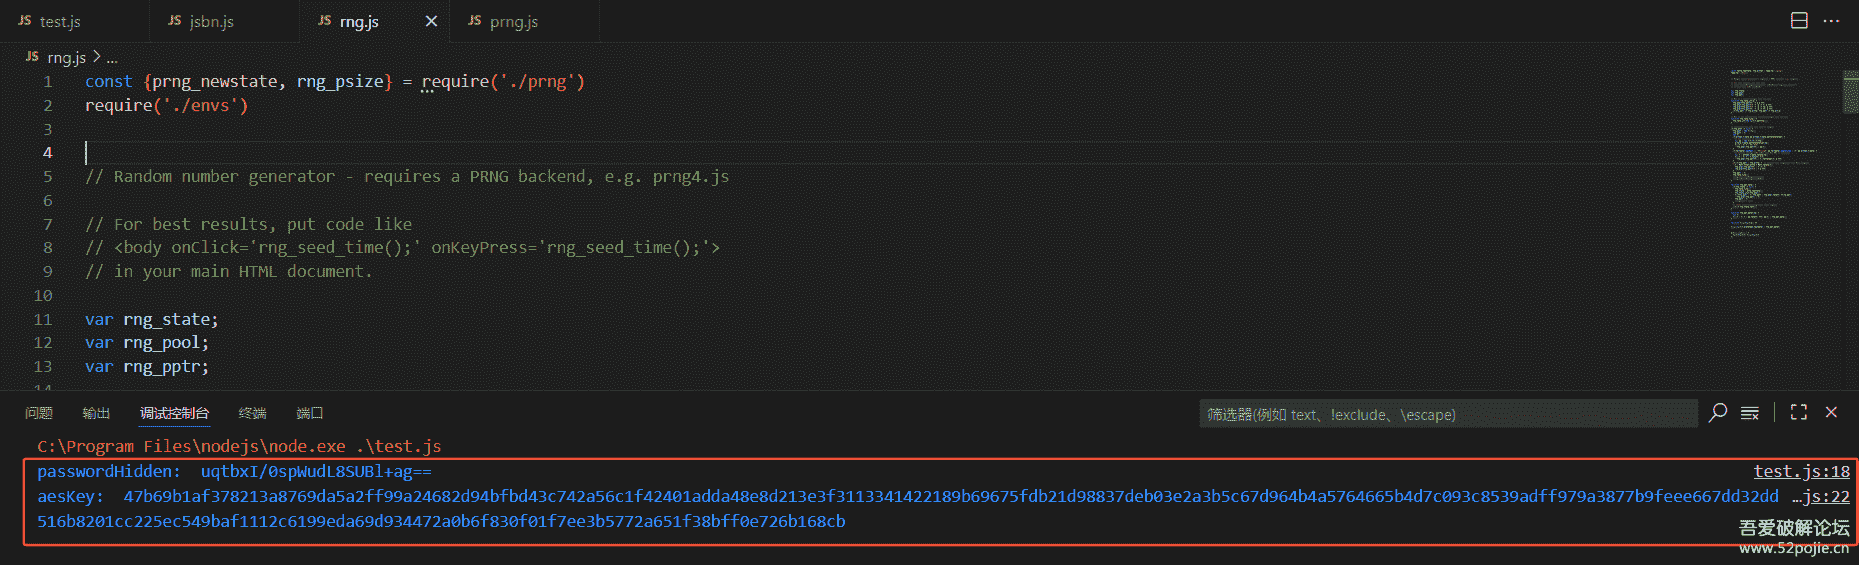 JS test.js JS jsbn.js JS rng.js JS prng.js
JS rng.js > ...
1 const {prng_newstate, rng_psize} = require('./prng')
2 require('./envs')
3
4
5 // Random number generator - requires a PRNG backend, e.g. prng4.js
6
7 // For best results, put code like
8 // <body onClick='rng_seed_time();' onKeyPress='rng_seed_time();'>
9 // in your main HTML document.
10
11 var rng_state;
12 var rng_pool;
13 var rng_pptr;
14
问题 输出 调试控制台 终端 端口 筛选器(例如 text、!exclude、\escape)
C:\Program Files\nodejs\node.exe .\test.js
passwordHidden: uqtbxI/0spWudL8SUBl+ag== test.js:18
aesKey: 47b69b1af378213a8769da5a2ff99a24682d94bfbd43c742a56c1f42401adda48e8d213e3f3113341422189b69675fdb21d98837deb03e2a3b5c67d964b4a5764665b4d7c093c8539adff979a3877b9feee667dd32dd …js:22
516b8201cc225ec549baf1112c6199eda69d934472a0b6f830f01f7ee3b5772a651f38bff0e726b168cb
吾爱破解论坛
www.52pojie.cn